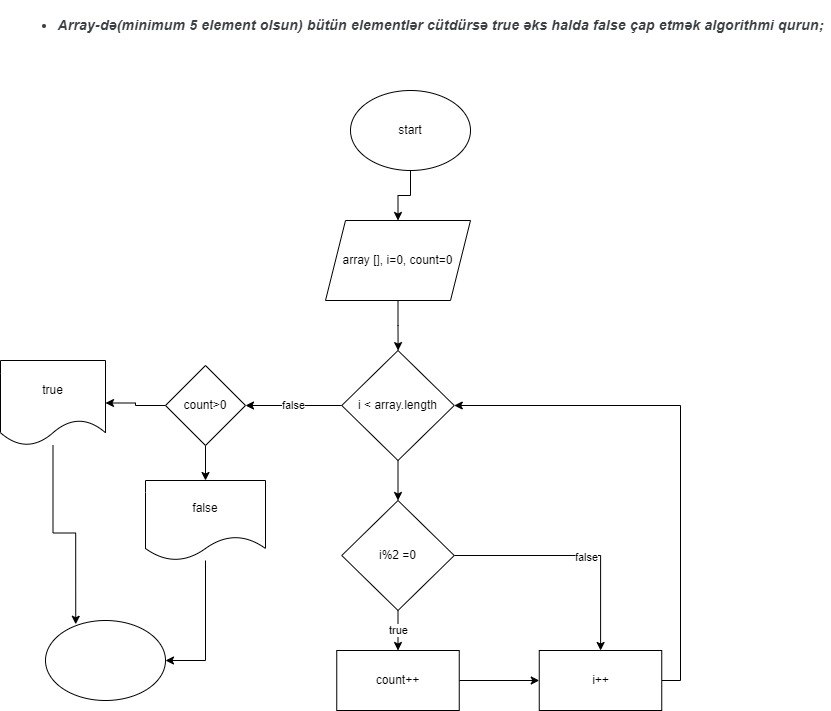 • Array-də(minimum 5 element olsun) bütün elementlər cütdürsə true əks halda false çap etmək algorithmi qurun;
start
array [], i=0, count=0
true
count>0
false
i < array.length
false
i%2 =0
false
true
count++
i++